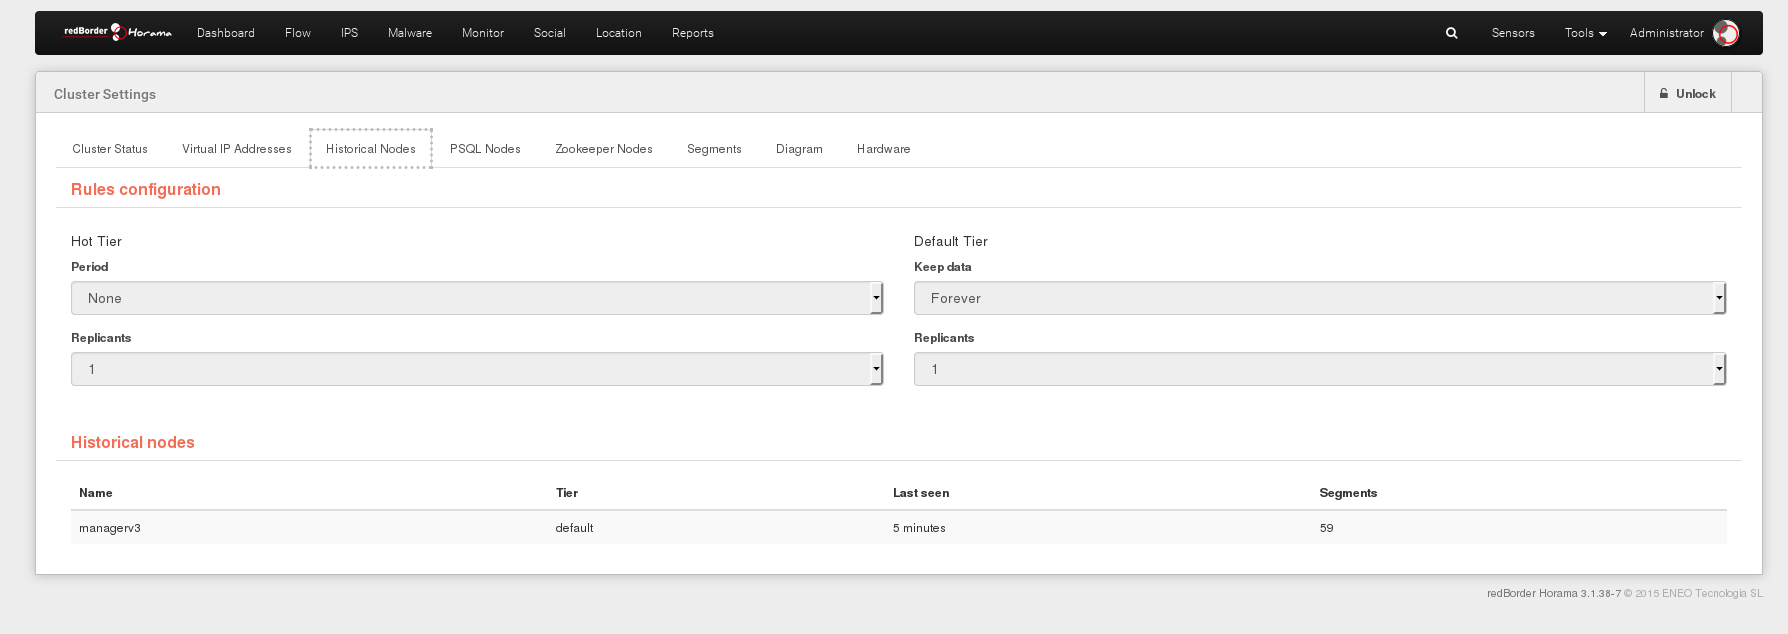 redBorder Horama Dashboard Flow IPS Malware Monitor Social Location Reports Sensors Tools Administrator
Cluster Settings Unlock
Cluster Status Virtual IP Addresses Historical Nodes PSQL Nodes Zookeeper Nodes Segments Diagram Hardware
Rules configuration
Hot Tier Default Tier
Period Keep data
None Forever
Replicants Replicants
1 1
Historical nodes
Name Tier Last seen Segments
managerv3 default 5 minutes 59
redBorder Horama 3.1.38-7 © 2015 ENEO Tecnologia SL